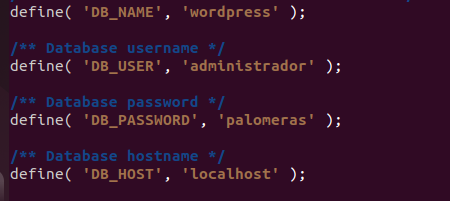 define( 'DB_NAME', 'wordpress' );
/** Database username */
define( 'DB_USER', 'administrador' );
/** Database password */
define( 'DB_PASSWORD', 'palomeras' );
/** Database hostname */
define( 'DB_HOST', 'localhost' );